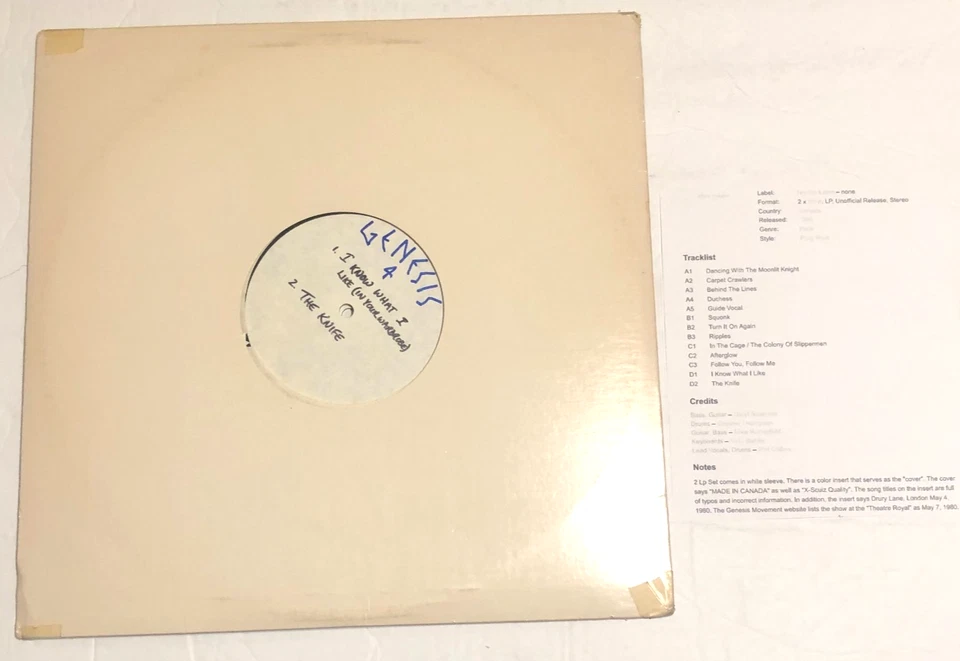 GENESIS
4
1. I KNOW WHAT I
LIKE (IN YOUR WARDROBE)
2. THE KNIFE
Label: – none
Format: 2 x LP, Unofficial Release, Stereo
Country:
Released:
Genre:
Style:
Tracklist
A1 Dancing With The Moonlit Knight
A2 Carpet Crawlers
A3 Behind The Lines
A4 Duchess
A5 Guide Vocal
B1 Squonk
B2 Turn It On Again
B3 Ripples
C1 In The Cage / The Colony Of Slipperman
C2 Afterglow
C3 Follow You, Follow Me
D1 I Know What I Like
D2 The Knife
Credits
Bass, Guitar –
Drums –
Guitar, Bass –
Keyboards –
Lead Vocals, Drums –
Notes
2 Lp Set comes in white sleeve. There is a color insert that serves as the "cover". The cover
says "MADE IN CANADA" as well as "X-Sculz Quality". The song titles on the insert are full
of typos and incorrect information. In addition, the insert says Drury Lane, London May 4,
1980. The Genesis Movement website lists the show at the "Theatre Royal" as May 7, 1980.